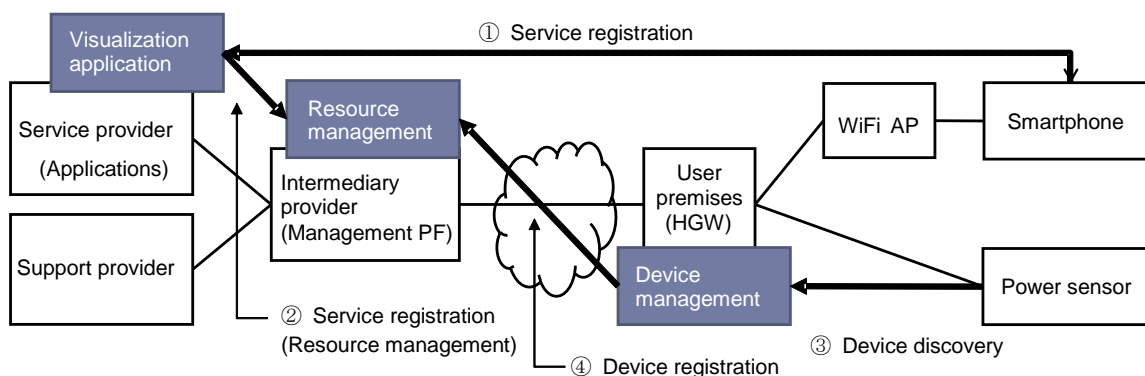 Visualization
application
① Service registration
Resource
management
Service provider
(Applications)
WiFi AP
Smartphone
Intermediary
provider
(Management PF)
User
premises
(HGW)
Support provider
Device
management
Power sensor
② Service registration
(Resource management)
③ Device discovery
④ Device registration